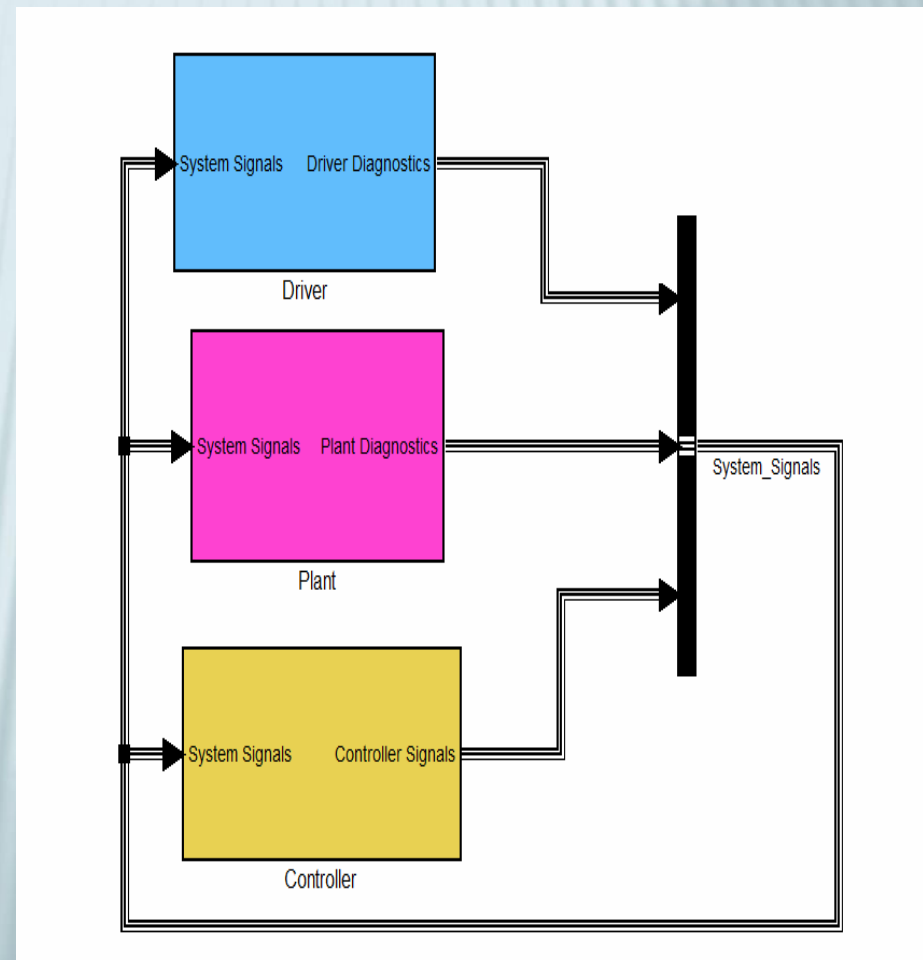 System Signals Driver Diagnostics
Driver
System Signals Plant Diagnostics
System_Signals
Plant
System Signals Controller Signals
Controller